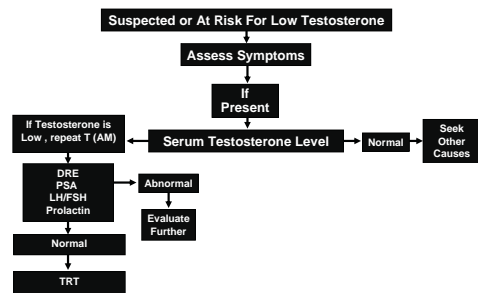 Suspected or At Risk For Low Testosterone
Assess Symptoms
If
Present
If Testosterone is
Low , repeat T (AM)
Serum Testosterone Level
Normal
Seek
Other
Causes
DRE
PSA
LH/FSH
Prolactin
Abnormal
Evaluate
Further
Normal
TRT